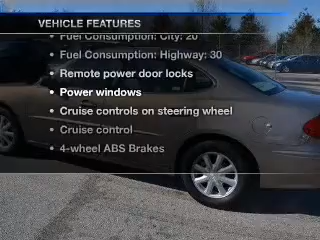 VEHICLE FEATURES
• Fuel Consumption: City: 20
• Fuel Consumption: Highway: 30
• Remote power door locks
• Power windows
• Cruise controls on steering wheel
• Cruise control
• 4-wheel ABS Brakes